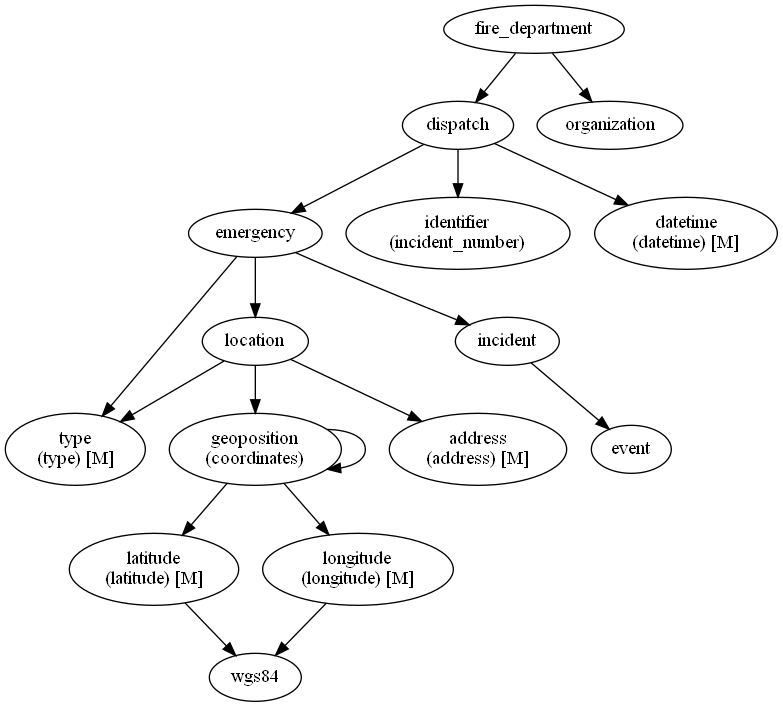 fire_department
dispatch
organization
emergency
identifier
(incident_number)
datetime
(datetime) [M]
location
incident
type
(type) [M]
geoposition
(coordinates)
address
(address) [M]
event
latitude
(latitude) [M]
longitude
(longitude) [M]
wgs84